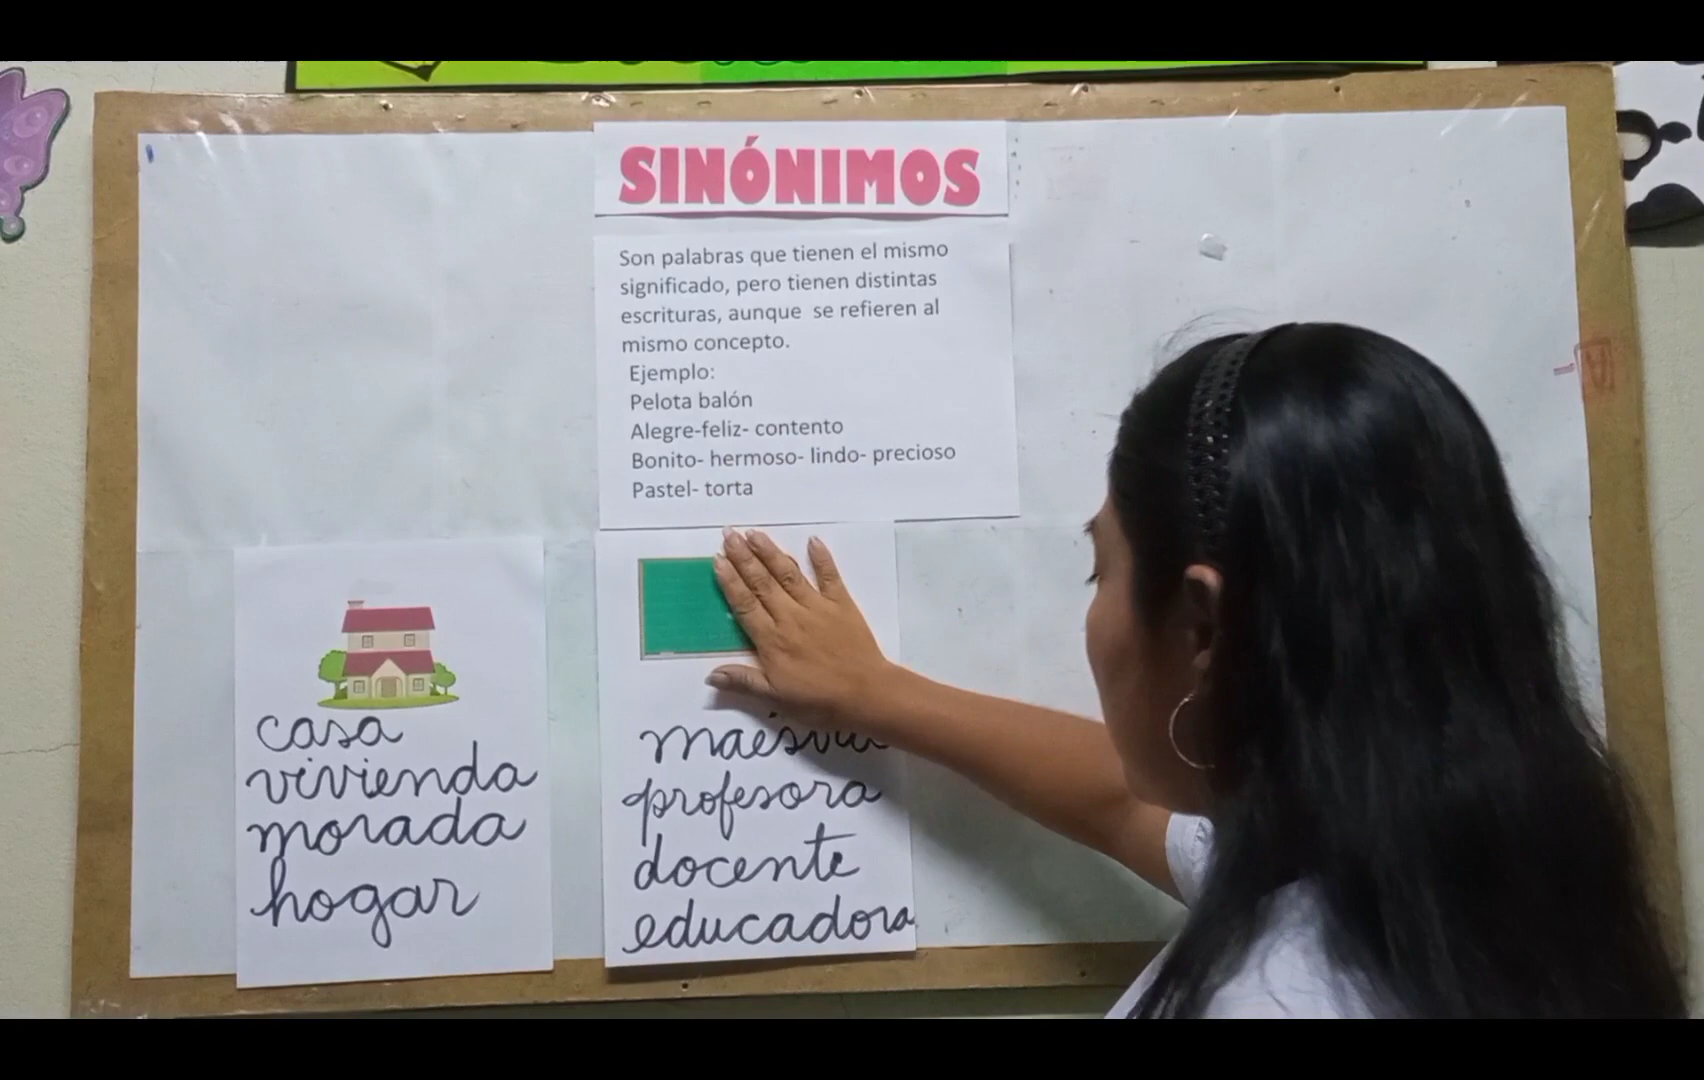 SINÓNIMOS
Son palabras que tienen el mismo
significado, pero tienen distintas
escrituras, aunque se refieren al
mismo concepto.
Ejemplo:
Pelota balón
Alegre-feliz- contento
Bonito- hermoso- lindo- precioso
Pastel- torta
casa
vivienda
morada
hogar
profesora
docente
educadora